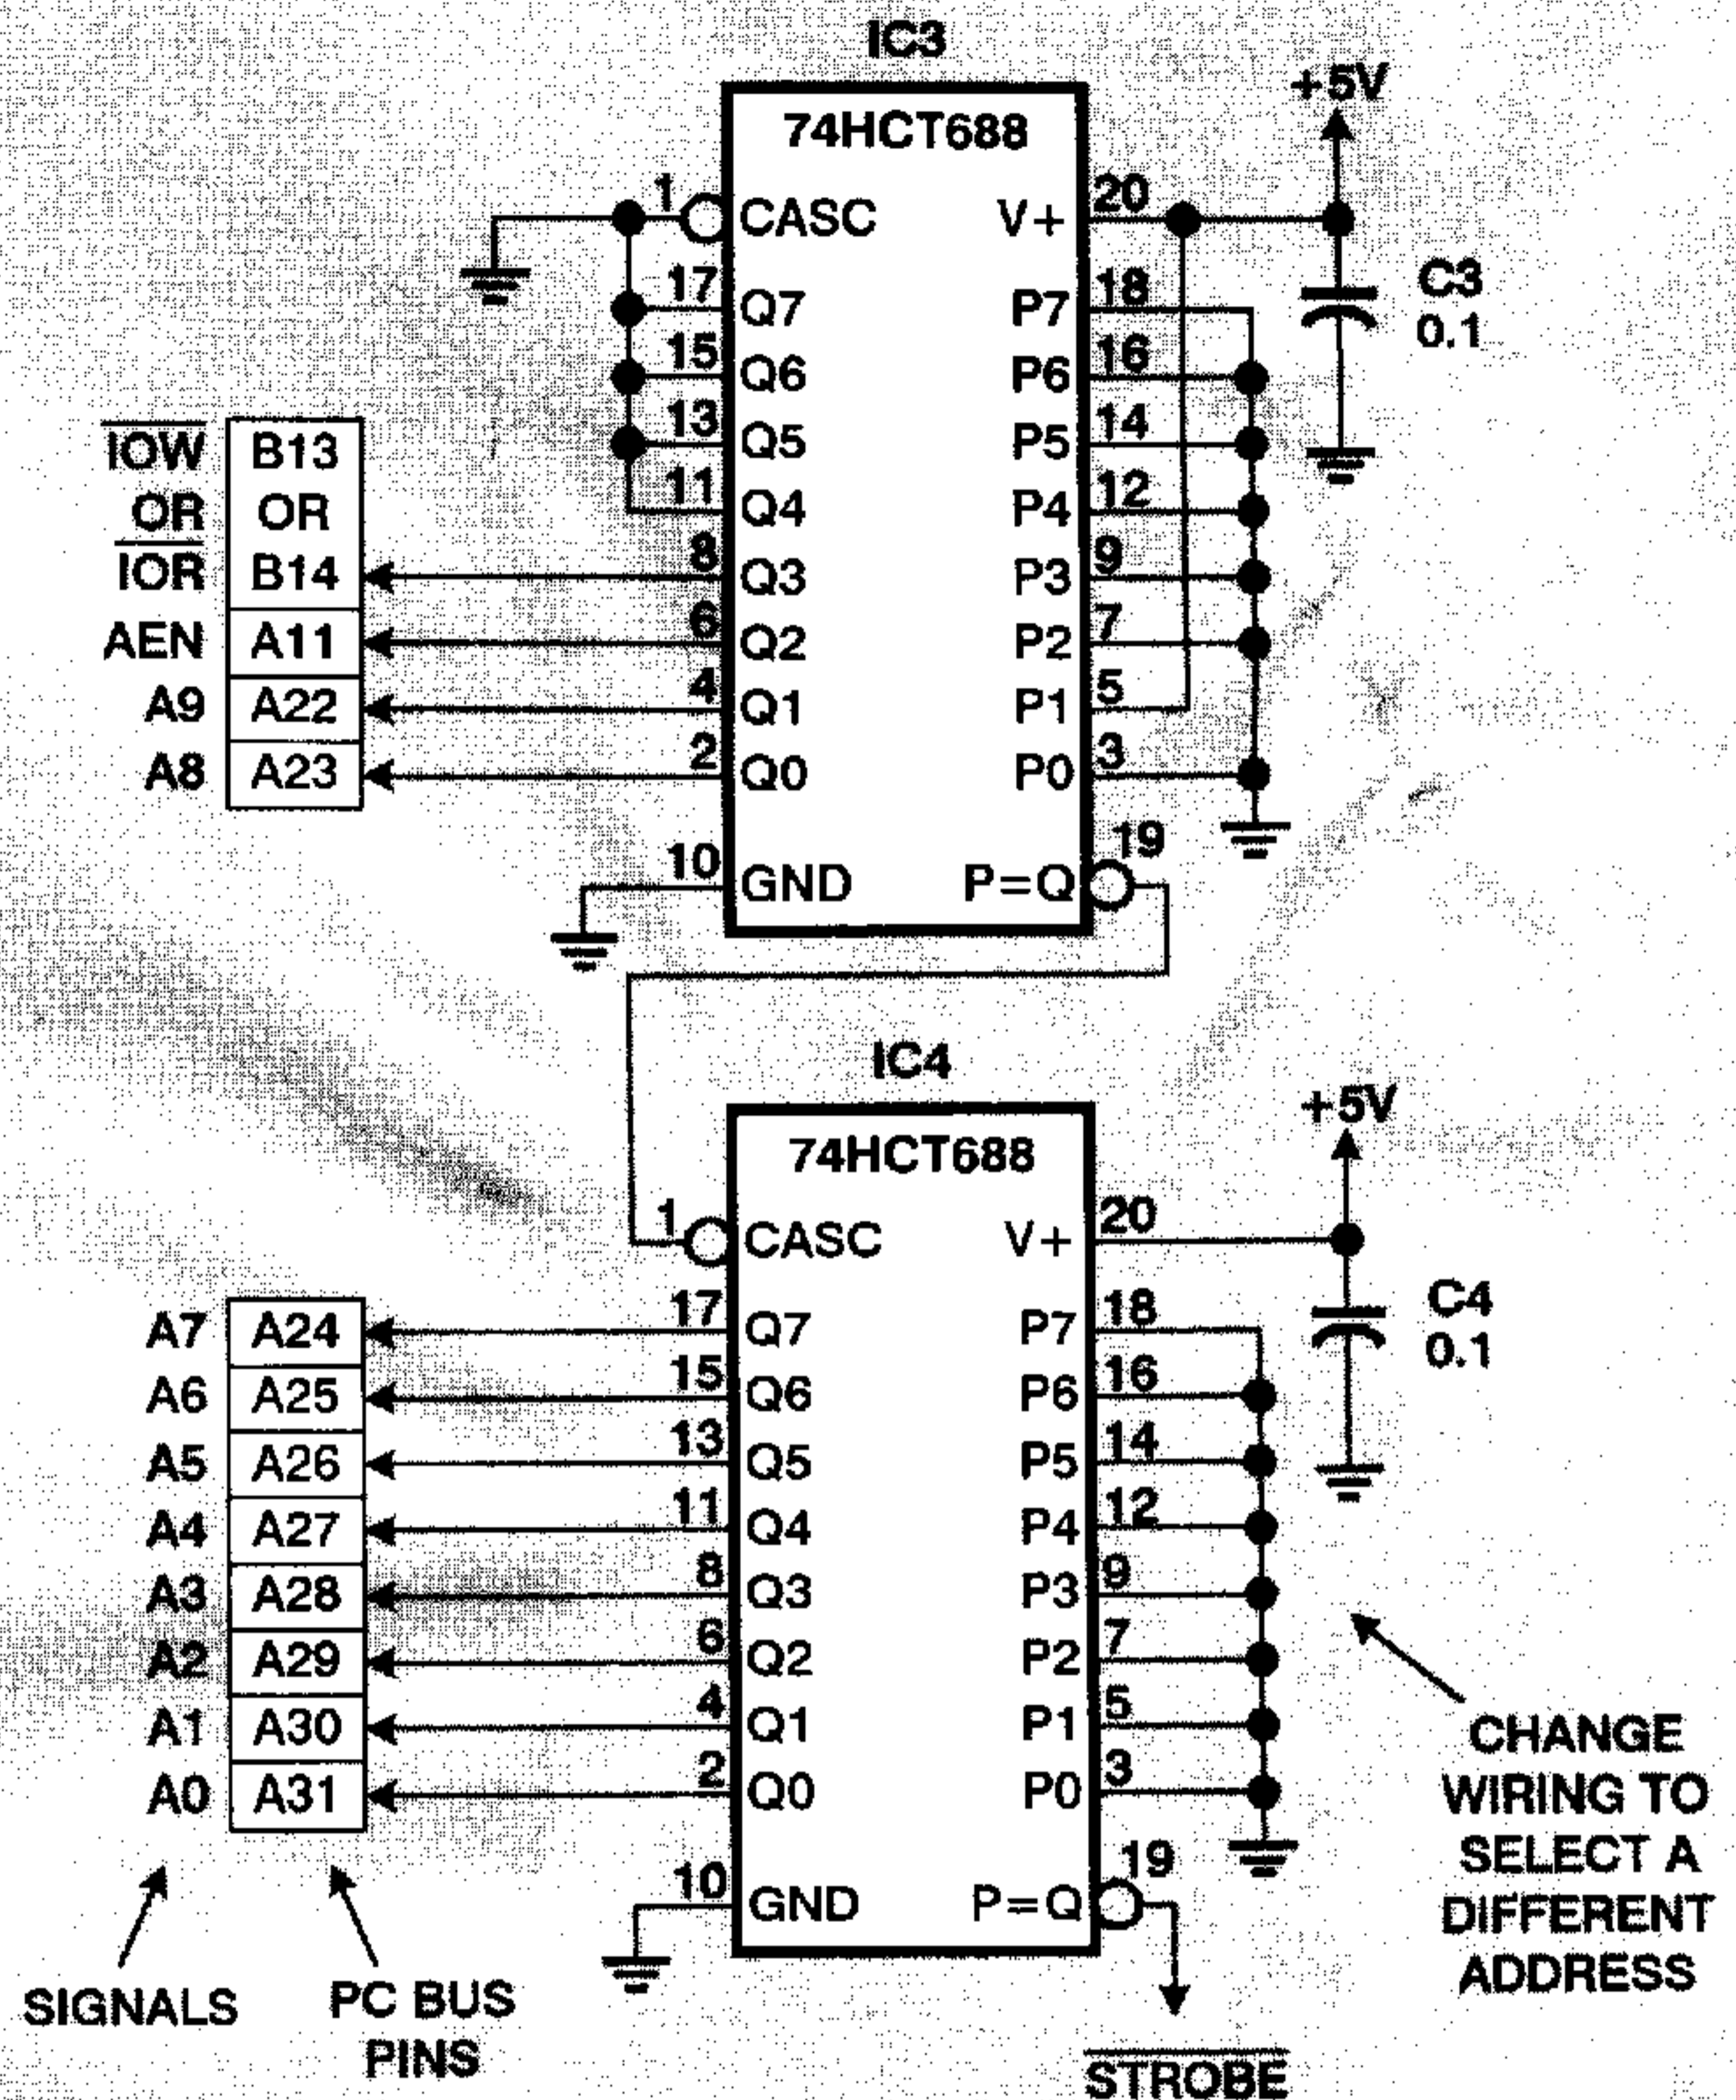 IC3
74HCT688
+5V
1 CASC V+ 20
17 Q7 P7 18
C3
0.1
15 Q6 P6 16
IOW B13
13 Q5 P5 14
OR OR
11 Q4 P4 12
IOR B14
8 Q3 P3 9
AEN A11
6 Q2 P2 7
A9 A22
4 Q1 P1 5
A8 A23
2 Q0 P0 3
10 GND P=Q 19
IC4
74HCT688
+5V
1 CASC V+ 20
C4
0.1
A7 A24 17 Q7 P7 18
A6 A25 15 Q6 P6 16
A5 A26 13 Q5 P5 14
A4 A27 11 Q4 P4 12
A3 A28 8 Q3 P3 9
A2 A29 6 Q2 P2 7
A1 A30 4 Q1 P1 5
A0 A31 2 Q0 P0 3
10 GND P=Q 19
CHANGE
WIRING TO
SELECT A
DIFFERENT
ADDRESS
SIGNALS
PC BUS
PINS
STROBE